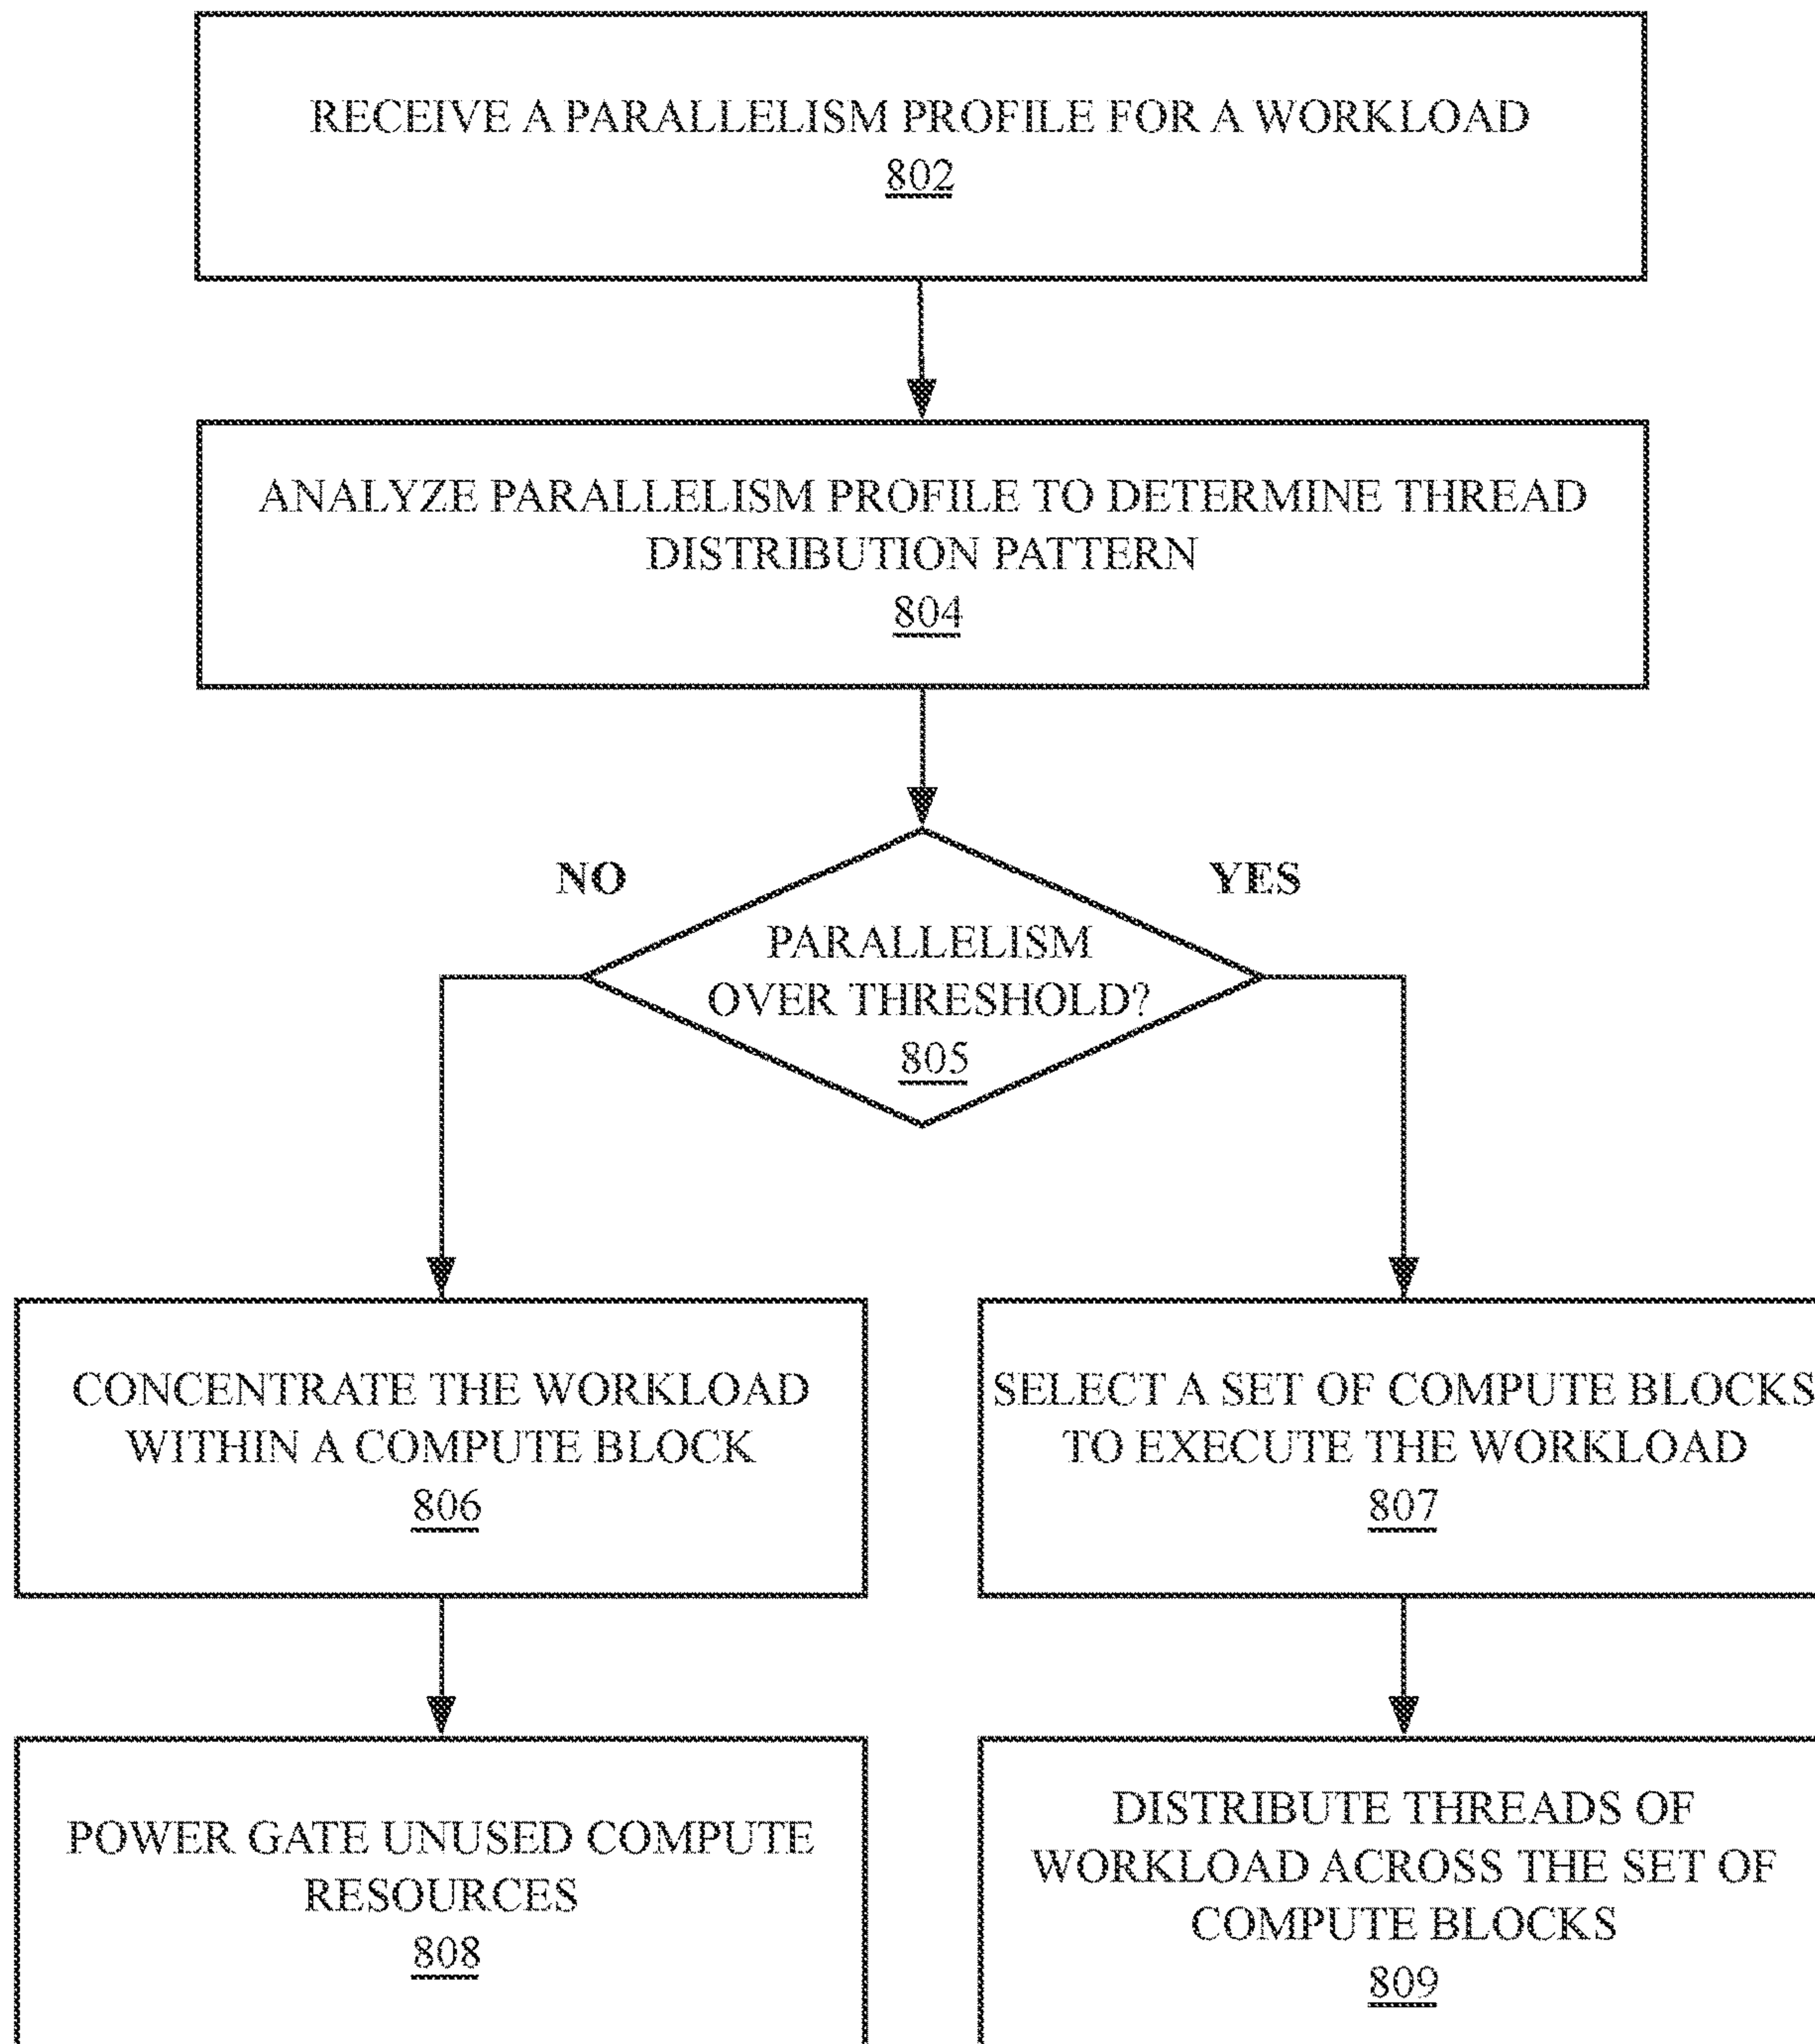 RECEIVE A PARALLELISM PROFILE FOR A WORKLOAD
802
ANALYZE PARALLELISM PROFILE TO DETERMINE THREAD
DISTRIBUTION PATTERN
804
NO
YES
PARALLELISM
OVER THRESHOLD?
805
CONCENTRATE THE WORKLOAD
WITHIN A COMPUTE BLOCK
806
SELECT A SET OF COMPUTE BLOCKS
TO EXECUTE THE WORKLOAD
807
POWER GATE UNUSED COMPUTE
RESOURCES
808
DISTRIBUTE THREADS OF
WORKLOAD ACROSS THE SET OF
COMPUTE BLOCKS
809